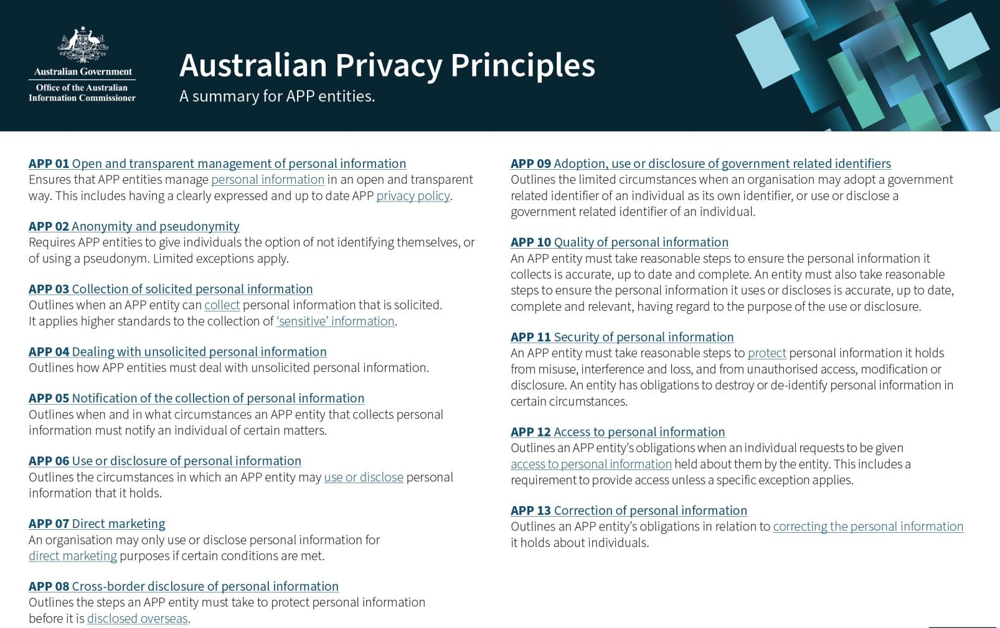 Australian Government
Office of the Australian
Information Commissioner
Australian Privacy Principles
A summary for APP entities.
APP 01 Open and transparent management of personal information
Ensures that APP entities manage personal information in an open and transparent
way. This includes having a clearly expressed and up to date APP privacy policy.
APP 02 Anonymity and pseudonymity
Requires APP entities to give individuals the option of not identifying themselves, or
of using a pseudonym. Limited exceptions apply.
APP 03 Collection of solicited personal information
Outlines when an APP entity can collect personal information that is solicited.
It applies higher standards to the collection of ‘sensitive’ information.
APP 04 Dealing with unsolicited personal information
Outlines how APP entities must deal with unsolicited personal information.
APP 05 Notification of the collection of personal information
Outlines when and in what circumstances an APP entity that collects personal
information must notify an individual of certain matters.
APP 06 Use or disclosure of personal information
Outlines the circumstances in which an APP entity may use or disclose personal
information that it holds.
APP 07 Direct marketing
An organisation may only use or disclose personal information for
direct marketing purposes if certain conditions are met.
APP 08 Cross-border disclosure of personal information
Outlines the steps an APP entity must take to protect personal information
before it is disclosed overseas.
APP 09 Adoption, use or disclosure of government related identifiers
Outlines the limited circumstances when an organisation may adopt a government
related identifier of an individual as its own identifier, or use or disclose a
government related identifier of an individual.
APP 10 Quality of personal information
An APP entity must take reasonable steps to ensure the personal information it
collects is accurate, up to date and complete. An entity must also take reasonable
steps to ensure the personal information it uses or discloses is accurate, up to date,
complete and relevant, having regard to the purpose of the use or disclosure.
APP 11 Security of personal information
An APP entity must take reasonable steps to protect personal information it holds
from misuse, interference and loss, and from unauthorised access, modification or
disclosure. An entity has obligations to destroy or de-identify personal information in
certain circumstances.
APP 12 Access to personal information
Outlines an APP entity’s obligations when an individual requests to be given
access to personal information held about them by the entity. This includes a
requirement to provide access unless a specific exception applies.
APP 13 Correction of personal information
Outlines an APP entity’s obligations in relation to correcting the personal information
it holds about individuals.